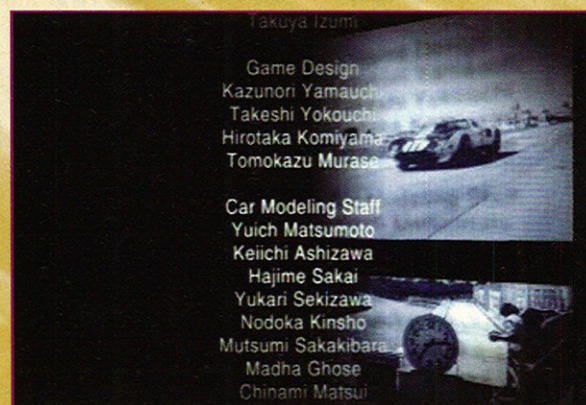 Takuya Izumi
Game Design
Kazunori Yamauchi
Takeshi Yokouchi
Hirotaka Komiyama
Tomokazu Murase
Car Modeling Staff
Yuich Matsumoto
Keiichi Ashizawa
Hajime Sakai
Yukari Sekizawa
Nodoka Kinsho
Mutsumi Sakakibara
Madha Ghose
Chinami Matsui